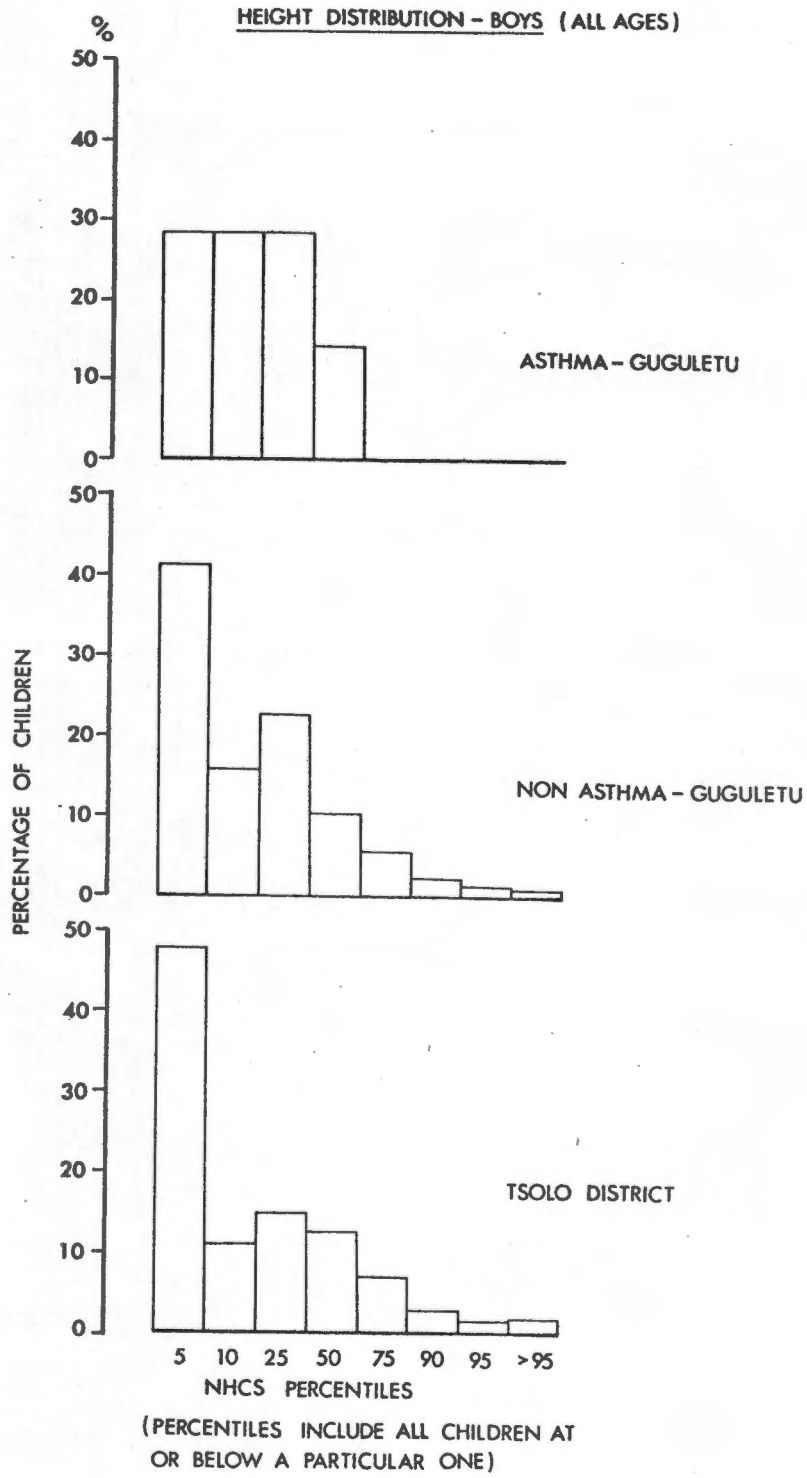 HEIGHT DISTRIBUTION - BOYS (ALL AGES)
%
50
40
30
20
10
0
ASTHMA - GUGULETU
50
40
30
20
10
0
NON ASTHMA - GUGULETU
PERCENTAGE OF CHILDREN
50
40
30
20
10
0
TSOLO DISTRICT
5 10 25 50 75 90 95 >95
NHCS PERCENTILES
(PERCENTILES INCLUDE ALL CHILDREN AT
OR BELOW A PARTICULAR ONE)